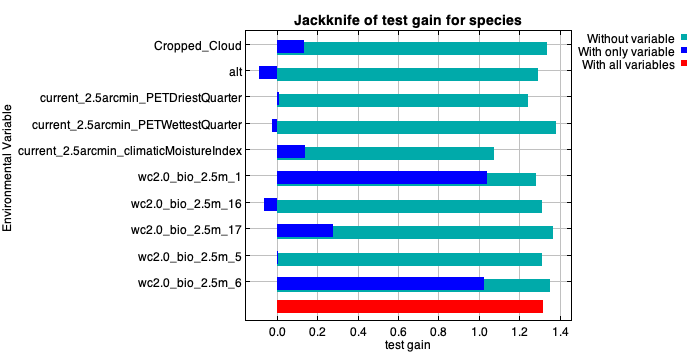 Jackknife of test gain for species
Without variable
With only variable
With all variables
Environmental Variable
Cropped_Cloud
alt
current_2.5arcmin_PETDriestQuarter
current_2.5arcmin_PETWettestQuarter
current_2.5arcmin_climaticMoistureIndex
wc2.0_bio_2.5m_1
wc2.0_bio_2.5m_16
wc2.0_bio_2.5m_17
wc2.0_bio_2.5m_5
wc2.0_bio_2.5m_6
0.0 0.2 0.4 0.6 0.8 1.0 1.2 1.4
test gain